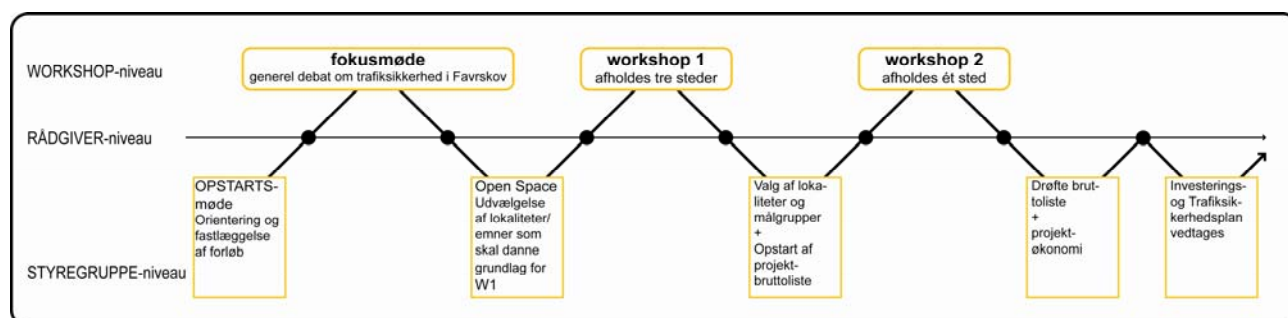 fokusmøde
generel debat om trafiksikkerhed i Favrskov
workshop 1
afholdes tre steder
workshop 2
afholdes ét sted
WORKSHOP-niveau
RÅDGIVER-niveau
STYREGRUPPE-niveau
OPSTARTS-
møde
Orientering og
fastlæggelse
af forløb
Open Space
Udvælgelse
af lokaliteter/
emner som
skal danne
grundlag for
W1
Valg af loka-
liteter og
målgrupper
+
Opstart af
projekt-
bruttoliste
Drøfte brut-
toliste
+
projekt-
økonomi
Investerings-
og Trafiksik-
kerhedsplan
vedtages